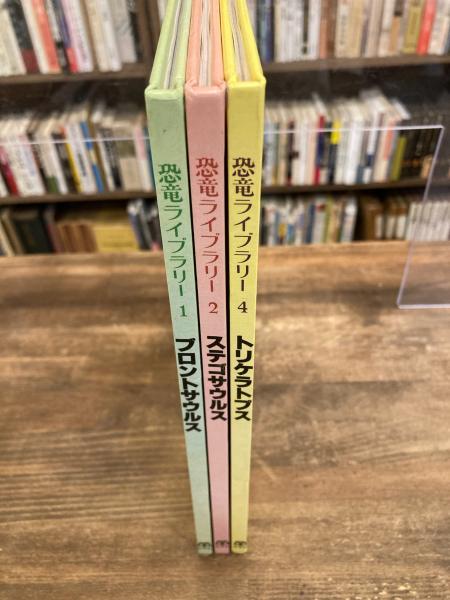 恐竜ライブラリー 1 ブロントサウルス
恐竜ライブラリー 2 ステゴサウルス
恐竜ライブラリー 4 トリケラトプス